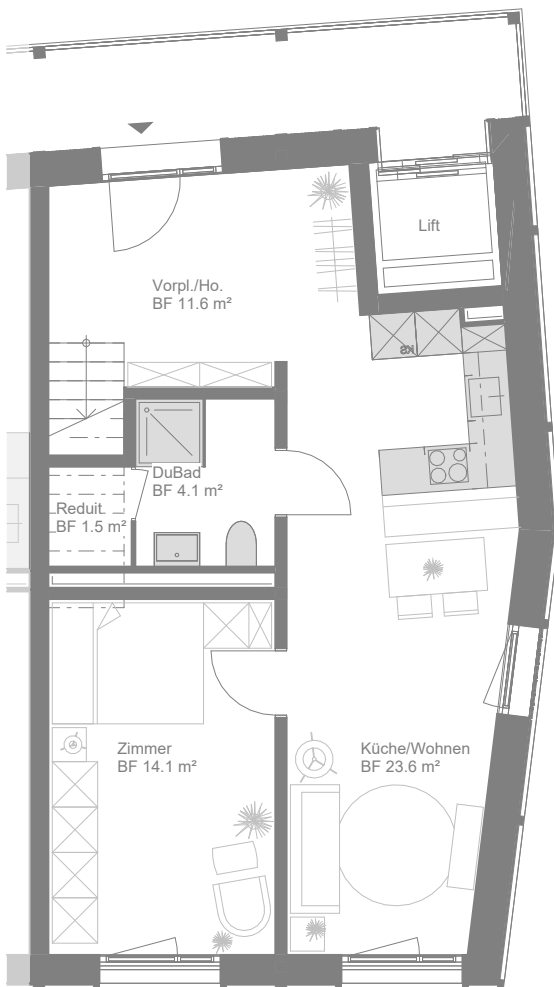 Lift
Vorpl./Ho.
BF 11.6 m²
KS
DuBad
BF 4.1 m²
Reduit.
BF 1.5 m²
Zimmer
BF 14.1 m²
Küche/Wohnen
BF 23.6 m²